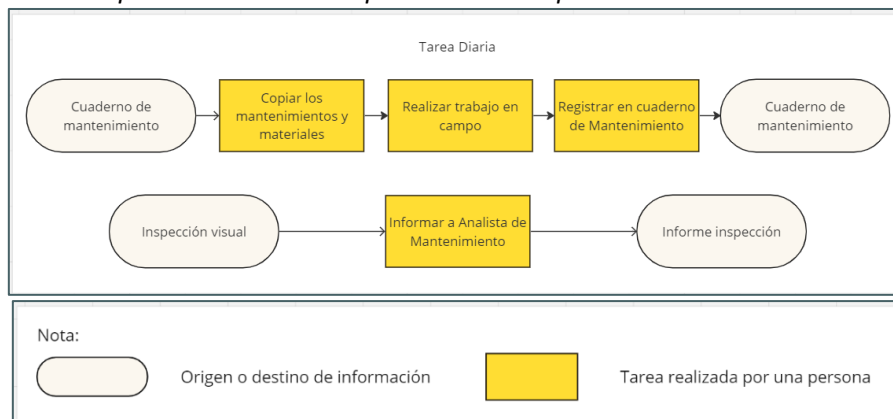 Tarea Diaria
Cuaderno de
mantenimiento
Copiar los
mantenimientos y
materiales
Realizar trabajo en
campo
Registrar en cuaderno
de Mantenimiento
Cuaderno de
mantenimiento
Inspección visual
Informar a Analista de
Mantenimiento
Informe inspección
Nota:
Origen o destino de información
Tarea realizada por una persona